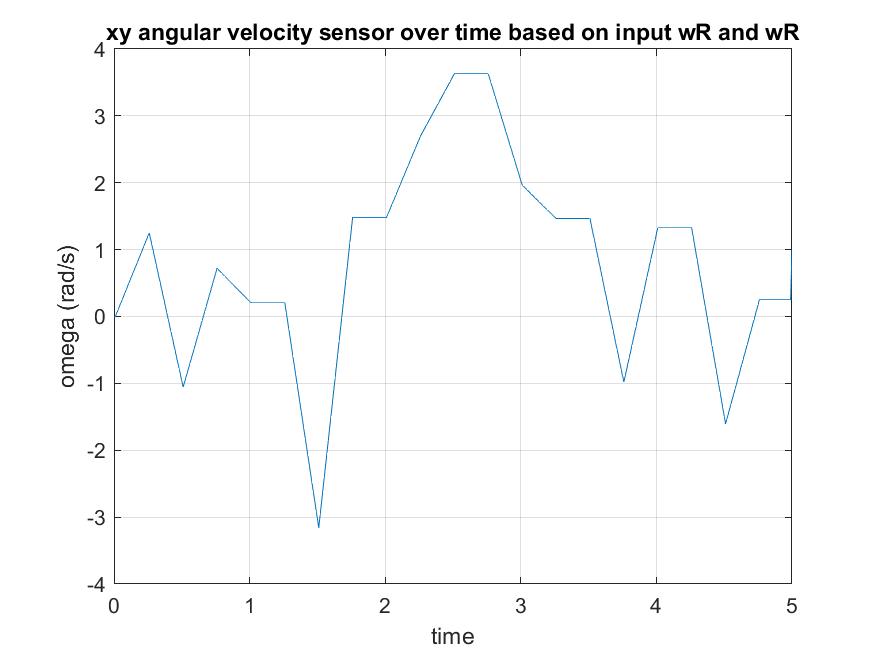 xy angular velocity sensor over time based on input wR and wR
4
3
2
1
0
-1
-2
-3
-4
omega (rad/s)
0 1 2 3 4 5
time